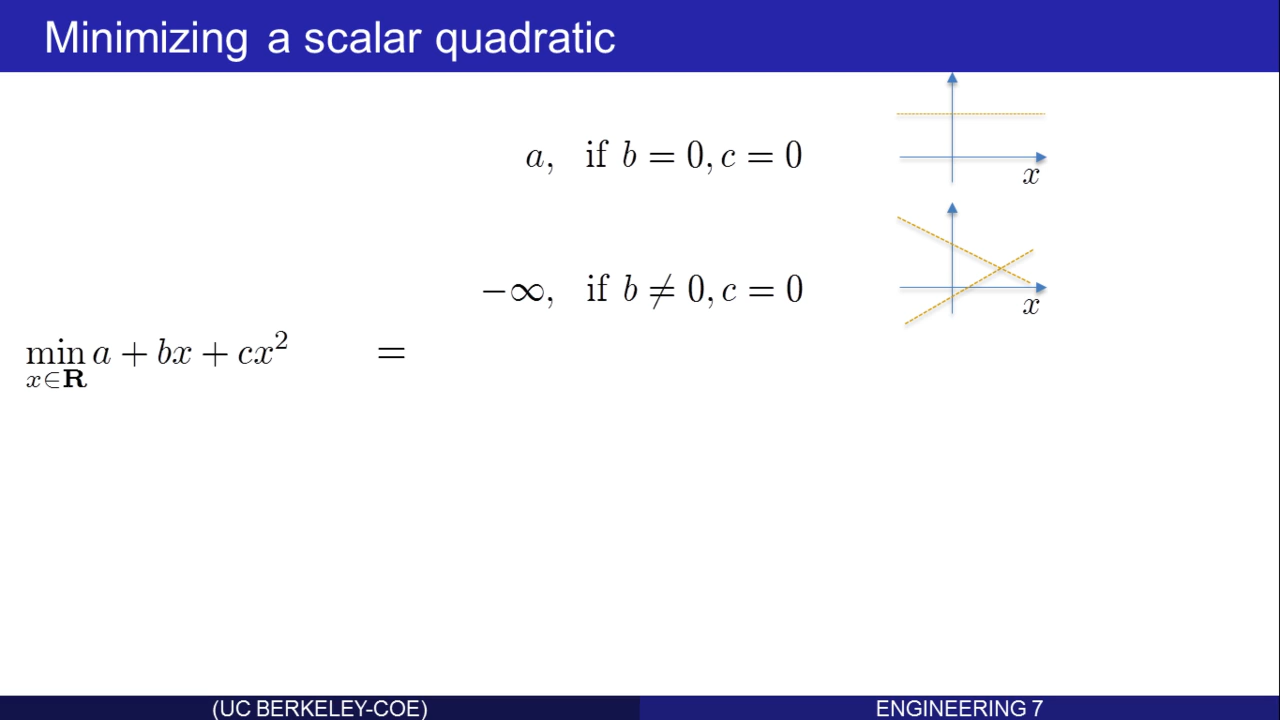 Minimizing a scalar quadratic
a, if b = 0, c = 0
x
−∞, if b ≠ 0, c = 0
x
min a + bx + cx² =
x∈R
(UC BERKELEY-COE) ENGINEERING 7